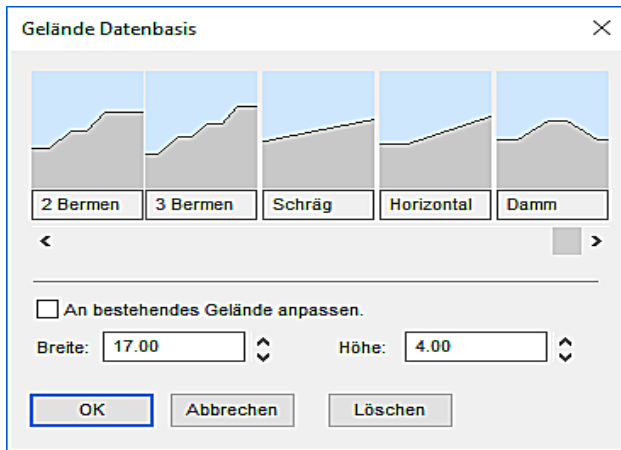 Gelände Datenbasis
2 Bermen 3 Bermen Schräg Horizontal Damm
An bestehendes Gelände anpassen.
Breite: 17.00 Höhe: 4.00
OK Abbrechen Löschen